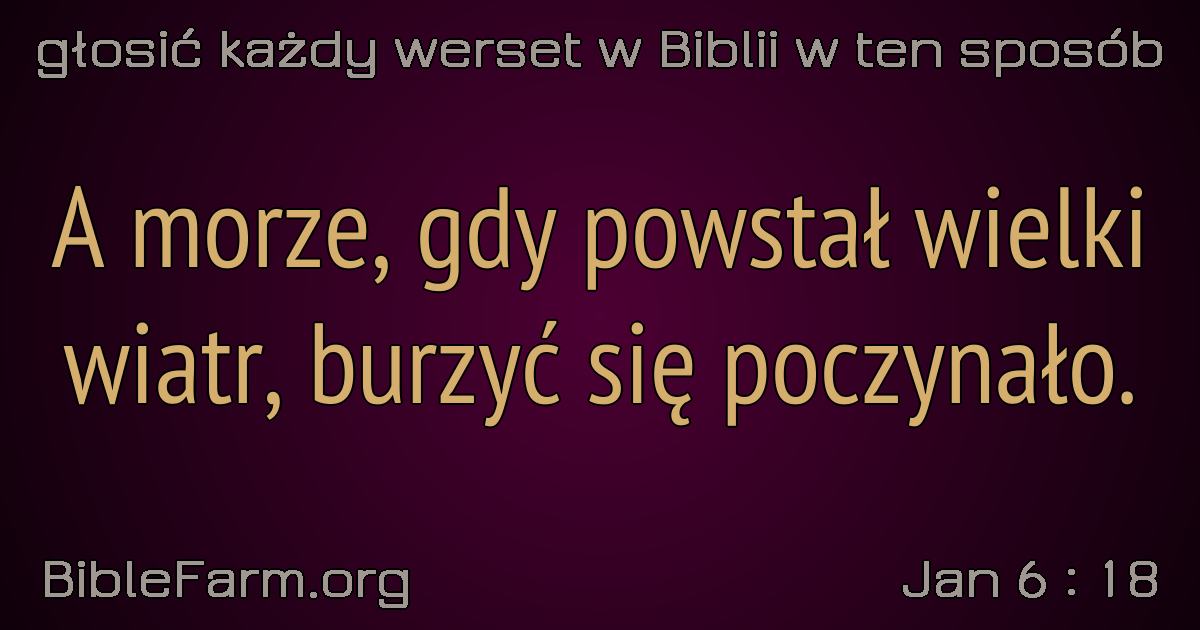 głosić każdy werset w Biblii w ten sposób
A morze, gdy powstał wielki
wiatr, burzyć się poczynało.
BibleFarm.org
Jan 6 : 18